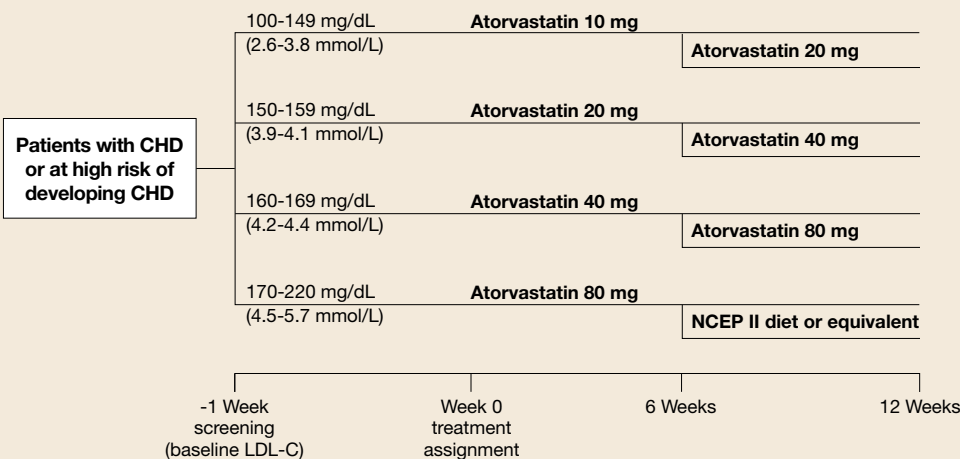 100-149 mg/dL
Atorvastatin 10 mg
(2.6-3.8 mmol/L)
Atorvastatin 20 mg
150-159 mg/dL
Atorvastatin 20 mg
(3.9-4.1 mmol/L)
Atorvastatin 40 mg
Patients with CHD
or at high risk of
developing CHD
160-169 mg/dL
Atorvastatin 40 mg
(4.2-4.4 mmol/L)
Atorvastatin 80 mg
170-220 mg/dL
Atorvastatin 80 mg
(4.5-5.7 mmol/L)
NCEP II diet or equivalent
-1 Week
screening
(baseline LDL-C)
Week 0
treatment
assignment
6 Weeks
12 Weeks